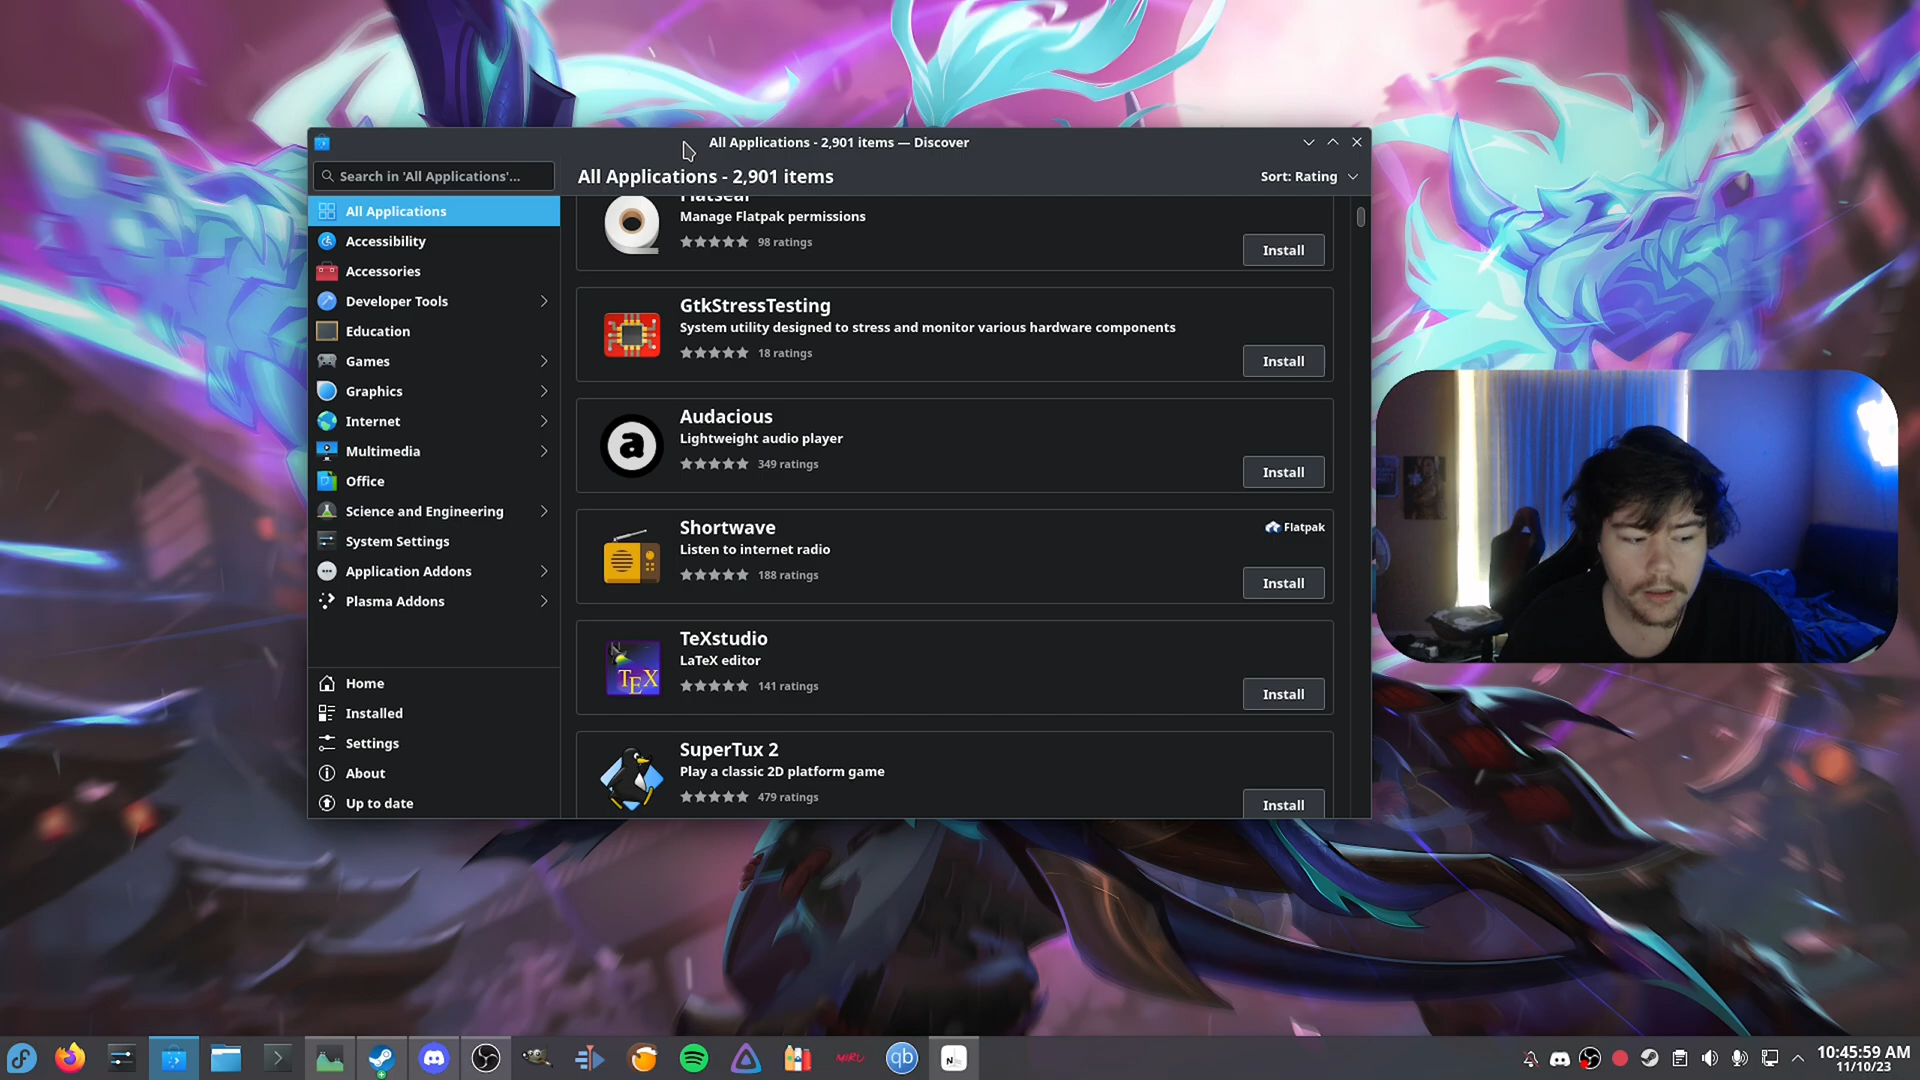 All Applications - 2,901 items — Discover
Search in 'All Applications'...
All Applications - 2,901 items
Sort: Rating
All Applications
Accessibility
Accessories
Developer Tools
Education
Games
Graphics
Internet
Multimedia
Office
Science and Engineering
System Settings
Application Addons
Plasma Addons
Home
Installed
Settings
About
Up to date
Flatseal
Manage Flatpak permissions
98 ratings
Install
GtkStressTesting
System utility designed to stress and monitor various hardware components
18 ratings
Install
a
Audacious
Lightweight audio player
349 ratings
Install
Shortwave
Flatpak
Listen to internet radio
188 ratings
Install
TEX
TeXstudio
LaTeX editor
141 ratings
Install
SuperTux 2
Play a classic 2D platform game
479 ratings
Install
MIRU
qb
N
10:45:59 AM
11/10/23